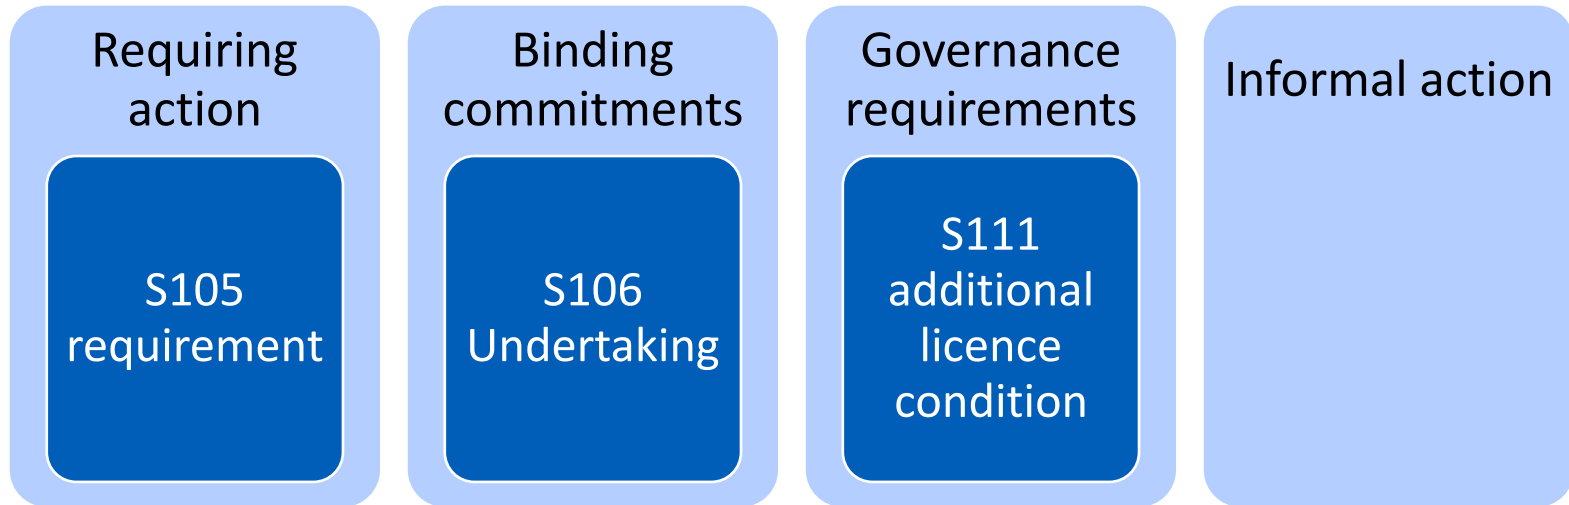 Requiring
action
S105
requirement
Binding
commitments
S106
Undertaking
Governance
requirements
S111
additional
licence
condition
Informal action